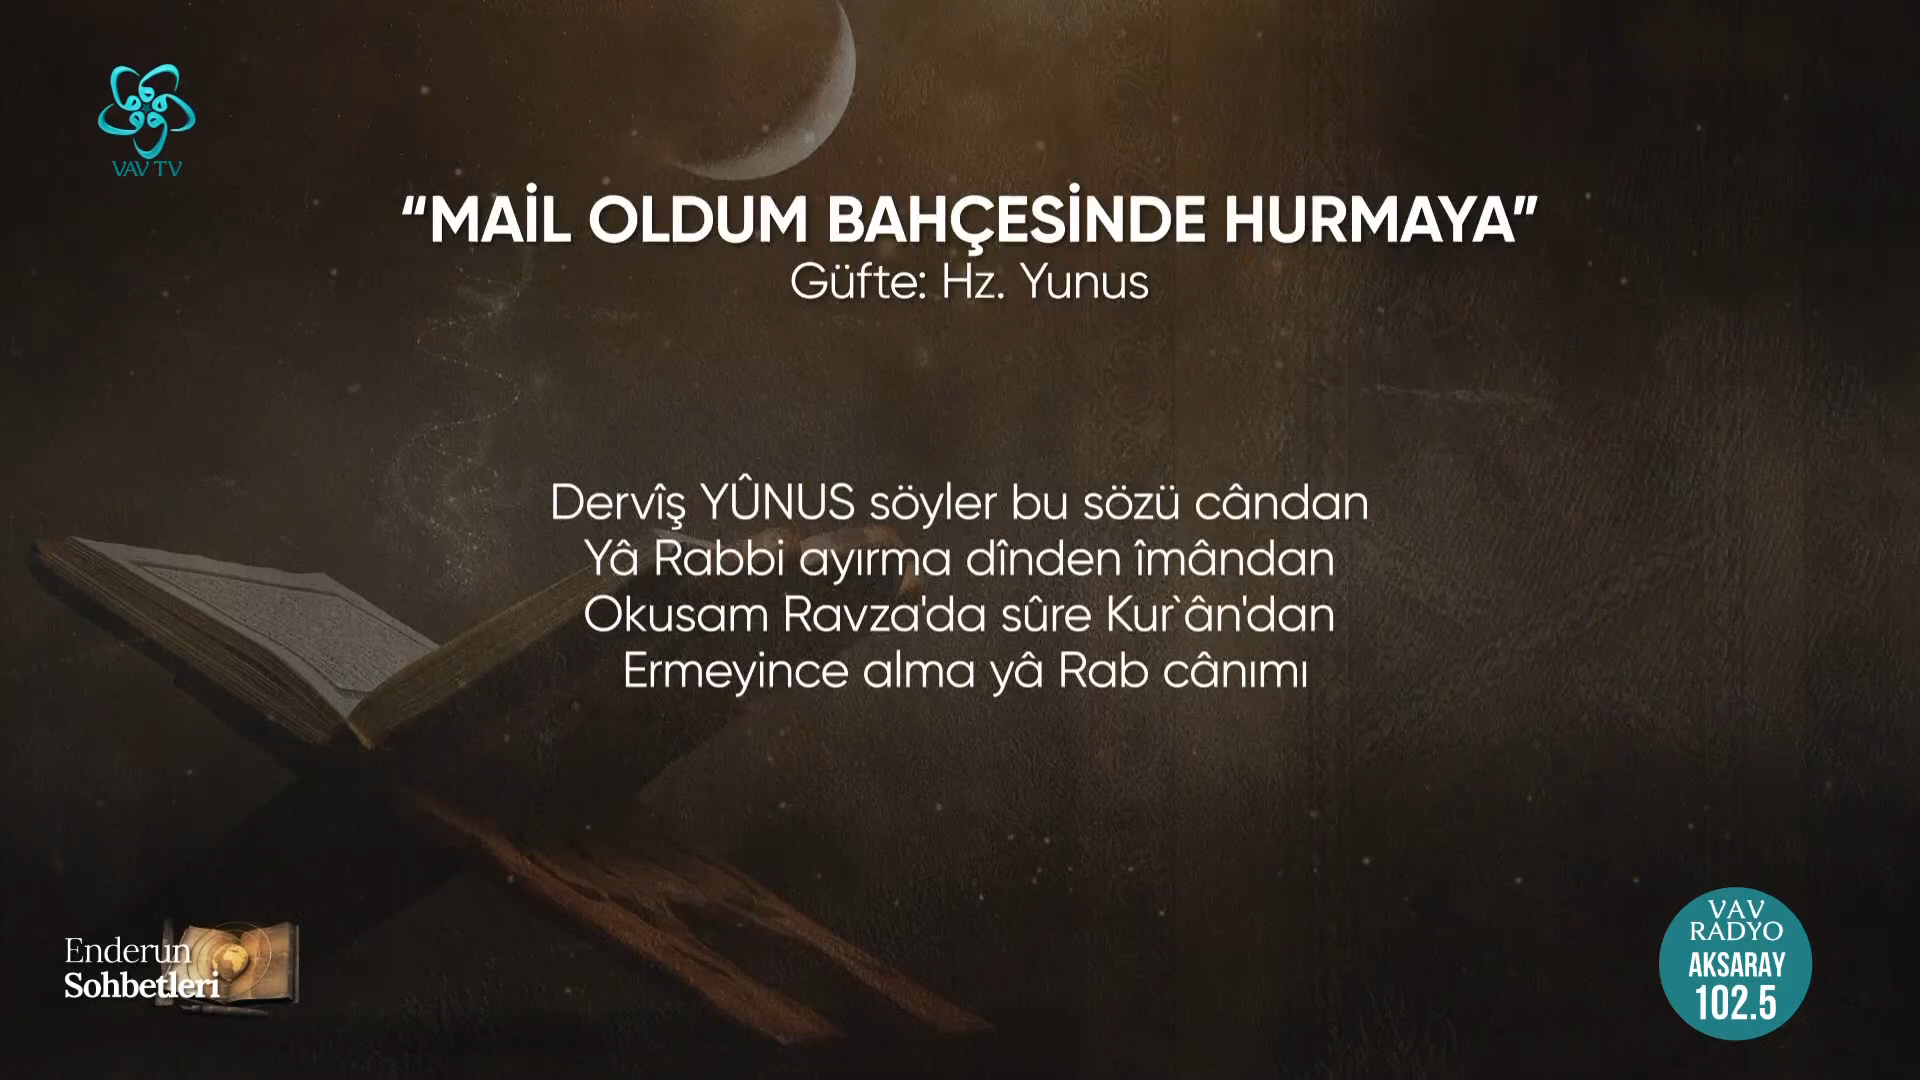 VAV TV
“MAİL OLDUM BAHÇESİNDE HURMAYA”
Güfte: Hz. Yunus
Dervîş YÛNUS söyler bu sözü cândan
Yâ Rabbi ayırma dînden îmândan
Okusam Ravza'da sûre Kur`ân'dan
Ermeyince alma yâ Rab cânımı
Enderun
Sohbetleri
VAV
RADYO
AKSARAY
102.5